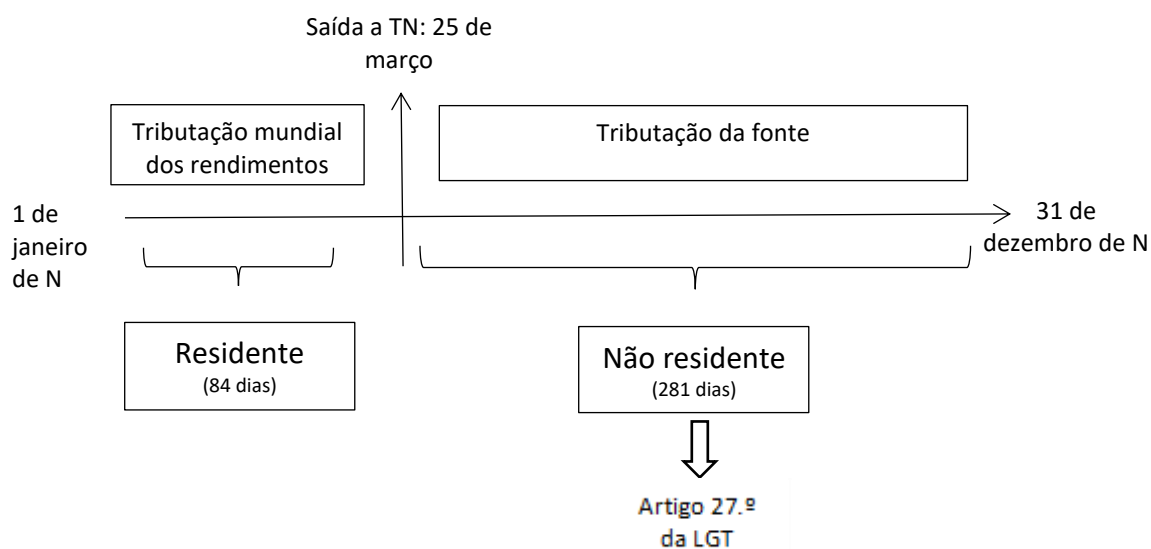 Saída a TN: 25 de
março
Tributação mundial
dos rendimentos
Tributação da fonte
1 de
janeiro
de N
31 de
dezembro de N
Residente
(84 dias)
Não residente
(281 dias)
Artigo 27.º
da LGT